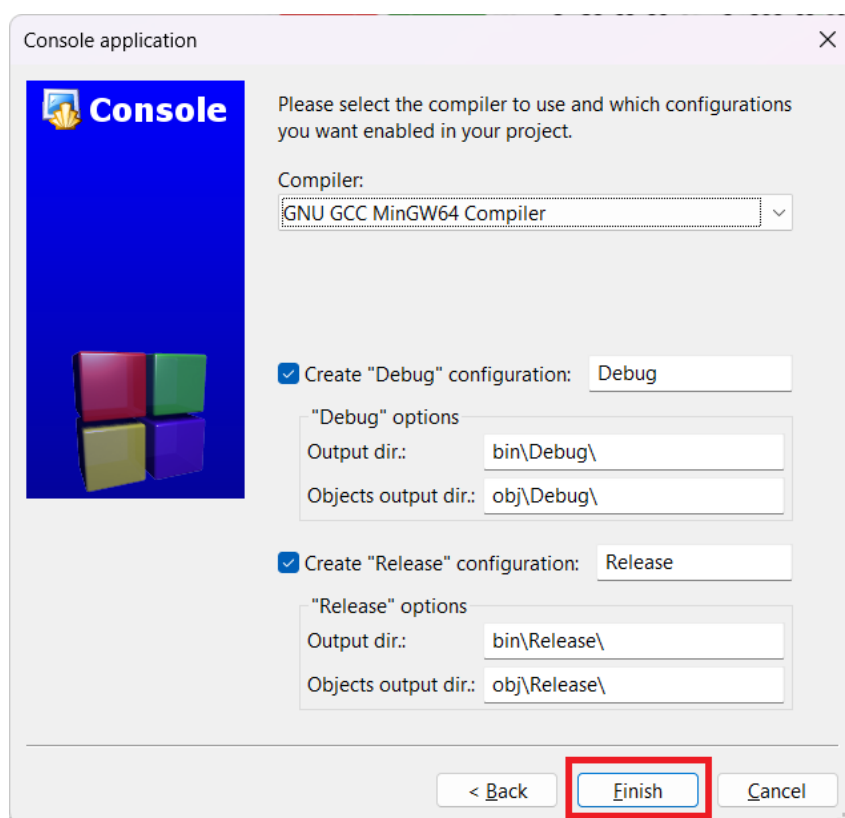 Console application
Console
Please select the compiler to use and which configurations
you want enabled in your project.
Compiler:
GNU GCC MinGW64 Compiler
Create "Debug" configuration: Debug
"Debug" options
Output dir.: bin\Debug\
Objects output dir.: obj\Debug\
Create "Release" configuration: Release
"Release" options
Output dir.: bin\Release\
Objects output dir.: obj\Release\
< Back Finish Cancel